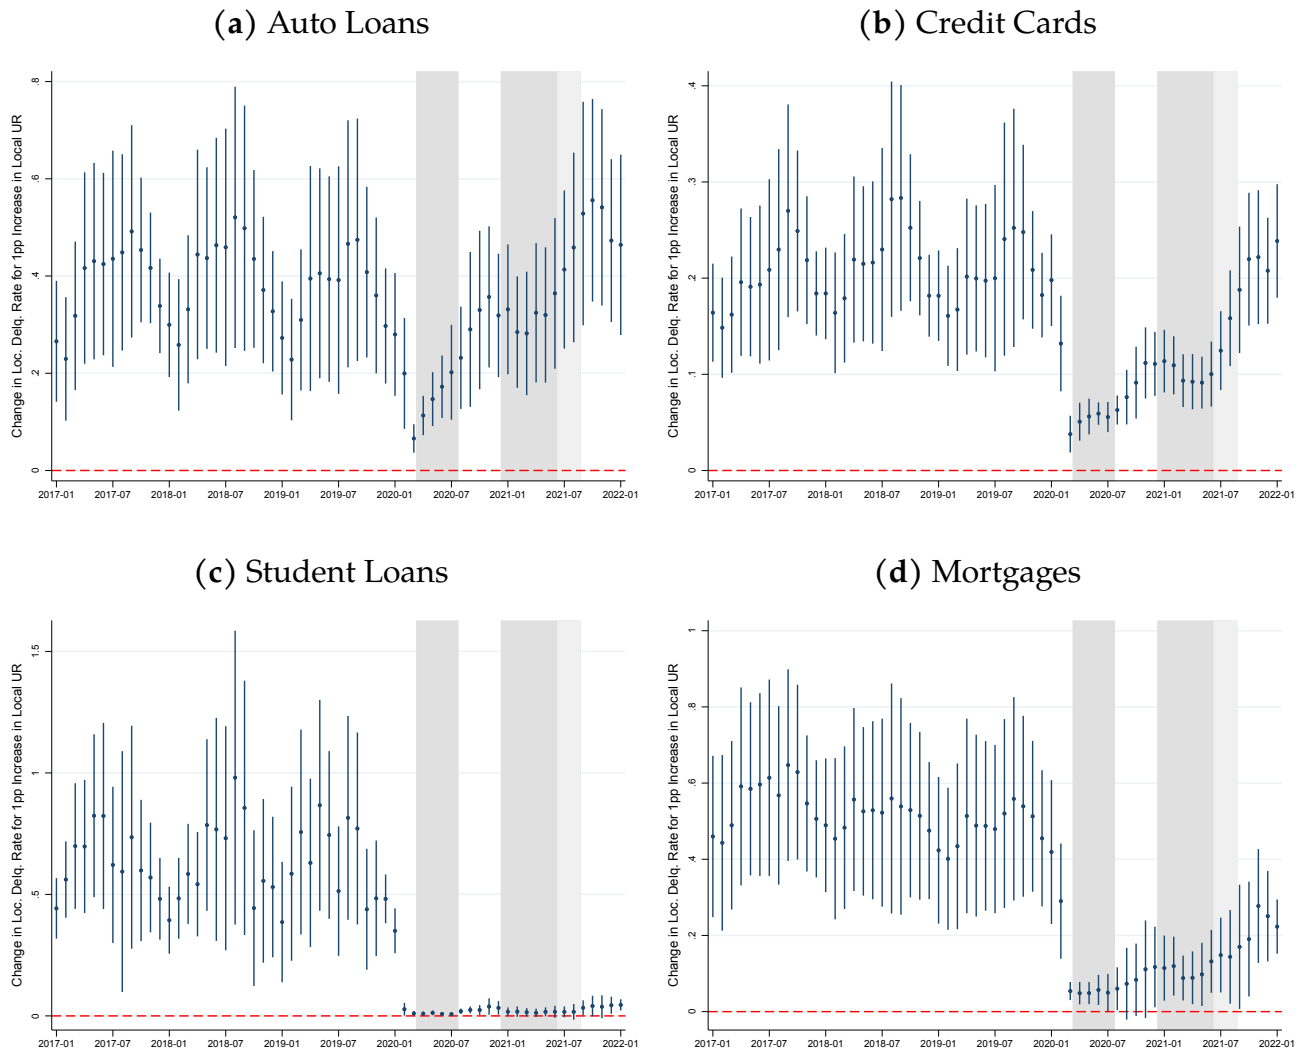 (a) Auto Loans
(b) Credit Cards
Change in Loc. Delq. Rate for 1pp Increase in Local UR
.8
.6
.4
.2
0
2017-01 2017-07 2018-01 2018-07 2019-01 2019-07 2020-01 2020-07 2021-01 2021-07 2022-01
Change in Loc. Delq. Rate for 1pp Increase in Local UR
.4
.3
.2
.1
0
2017-01 2017-07 2018-01 2018-07 2019-01 2019-07 2020-01 2020-07 2021-01 2021-07 2022-01
(c) Student Loans
(d) Mortgages
Change in Loc. Delq. Rate for 1pp Increase in Local UR
1.5
1
.5
0
2017-01 2017-07 2018-01 2018-07 2019-01 2019-07 2020-01 2020-07 2021-01 2021-07 2022-01
Change in Loc. Delq. Rate for 1pp Increase in Local UR
1
.8
.6
.4
.2
0
2017-01 2017-07 2018-01 2018-07 2019-01 2019-07 2020-01 2020-07 2021-01 2021-07 2022-01